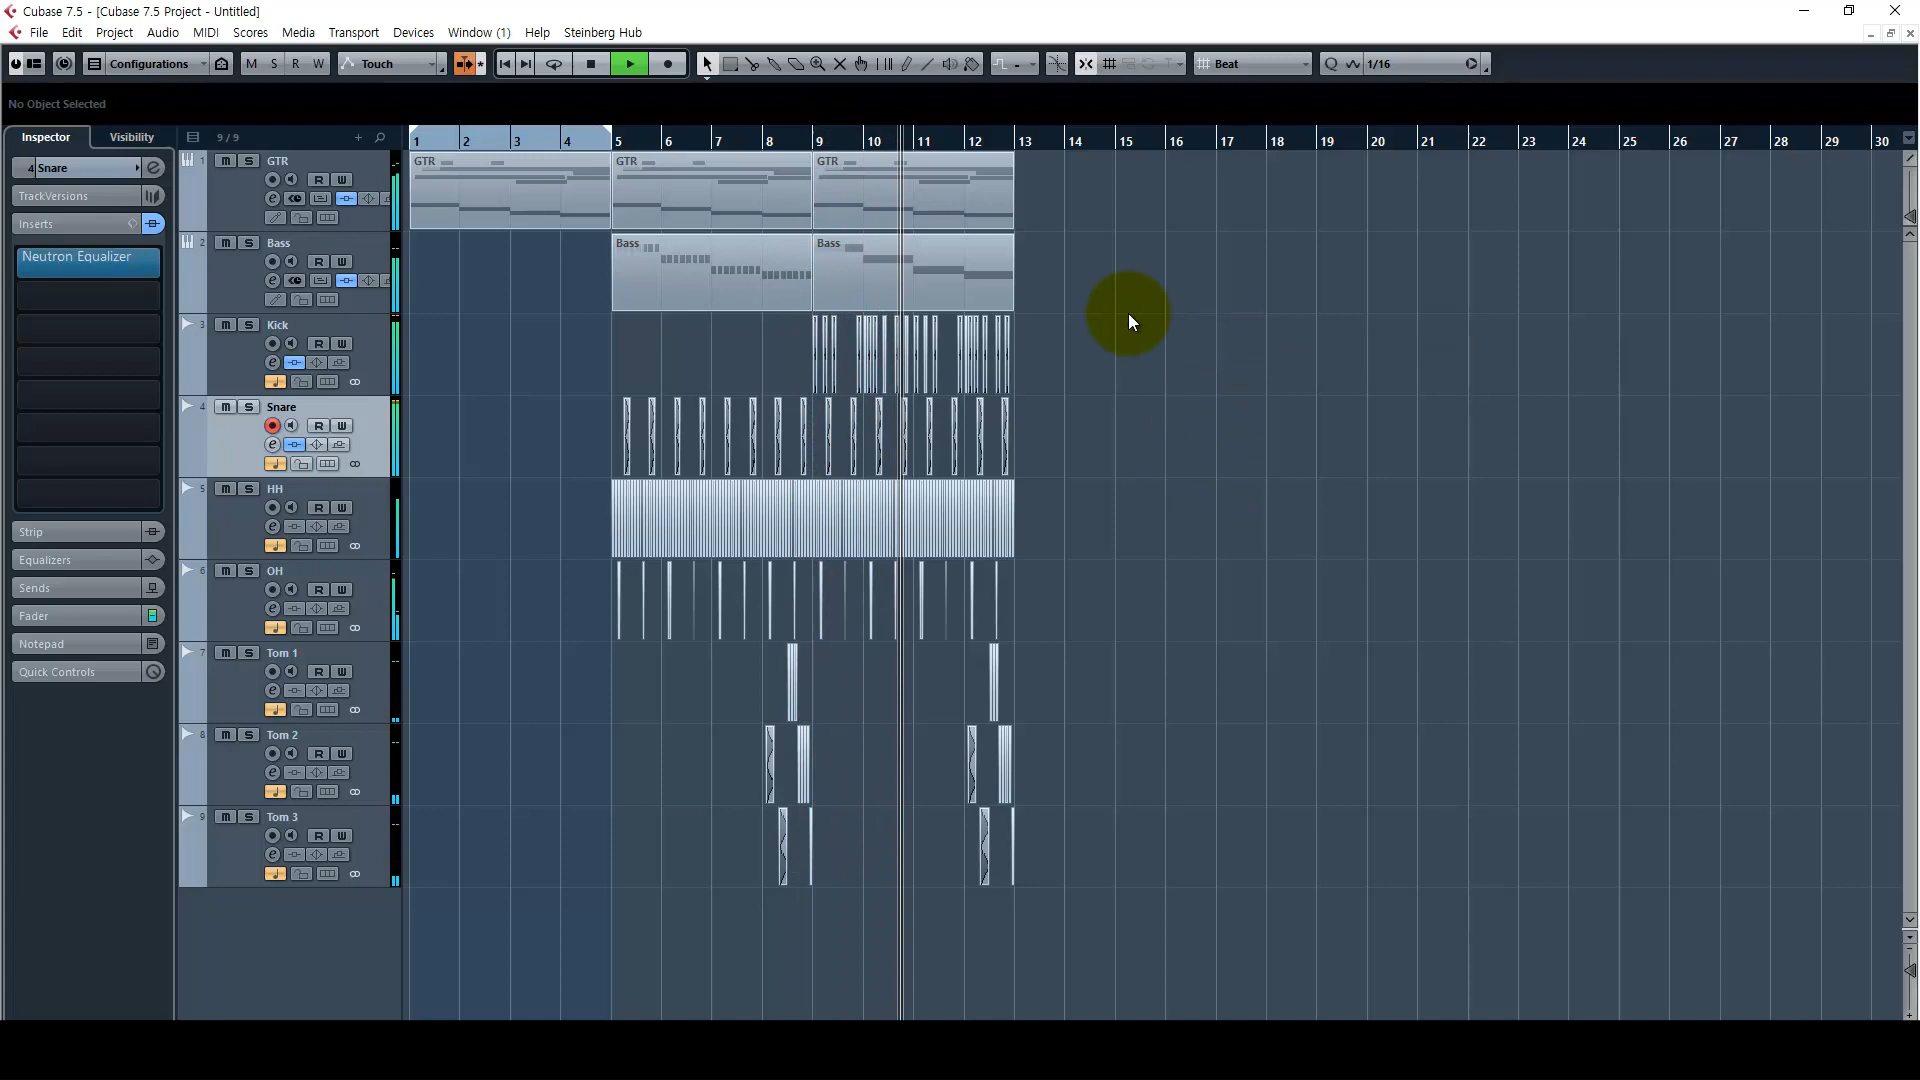 Cubase 7.5 - [Cubase 7.5 Project - Untitled]
File Edit Project Audio MIDI Scores Media Transport Devices Window (1) Help Steinberg Hub
Configurations M S R W Touch Beat Q 1/16
No Object Selected
Inspector Visibility 9 / 9
1 2 3 4 5 6 7 8 9 10 11 12 13 14 15 16 17 18 19 20 21 22 23 24 25 26 27 28 29 30
4 Snare
TrackVersions
Inserts
Neutron Equalizer
Strip
Equalizers
Sends
Fader
Notepad
Quick Controls
1 m S GTR
R W
e
2 m S Bass
R W
e
3 m S Kick
R W
e
4 m S Snare
R W
e
5 m S HH
R W
e
6 m S OH
R W
e
7 m S Tom 1
R W
e
8 m S Tom 2
R W
e
9 m S Tom 3
R W
e
GTR GTR GTR
Bass Bass